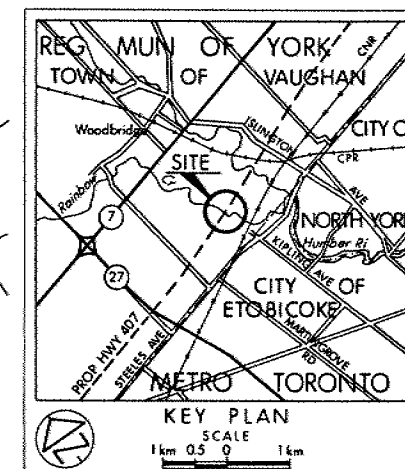 REG MUN OF YORK
TOWN OF VAUGHAN
CNR
Woodbridge
ISLINGTON AVE
CITY O
CPR
SITE
Rainbow
C
7
27
NORTH YOR
Humber Ri
KIPLING AVE
CITY OF
ETOBICOKE
MARTINGROVE RD
PROP HWY 407
STEELES AVE
METRO TORONTO
KEY PLAN
SCALE
1km 0.5 0 1km